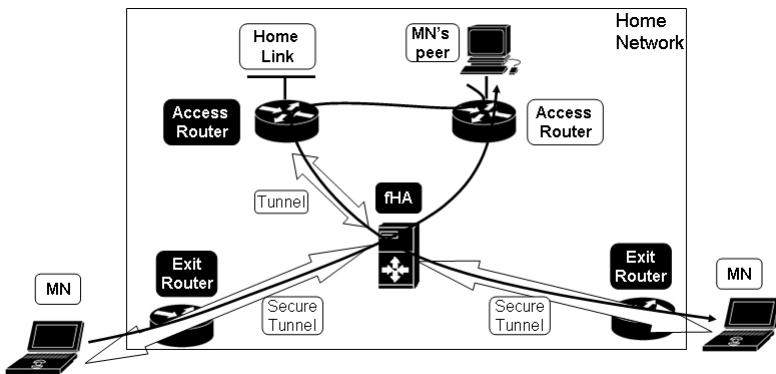 Home
Network
Home
Link
MN's
peer
Access
Router
Access
Router
Tunnel
fHA
Exit
Router
Exit
Router
MN
MN
Secure
Tunnel
Secure
Tunnel